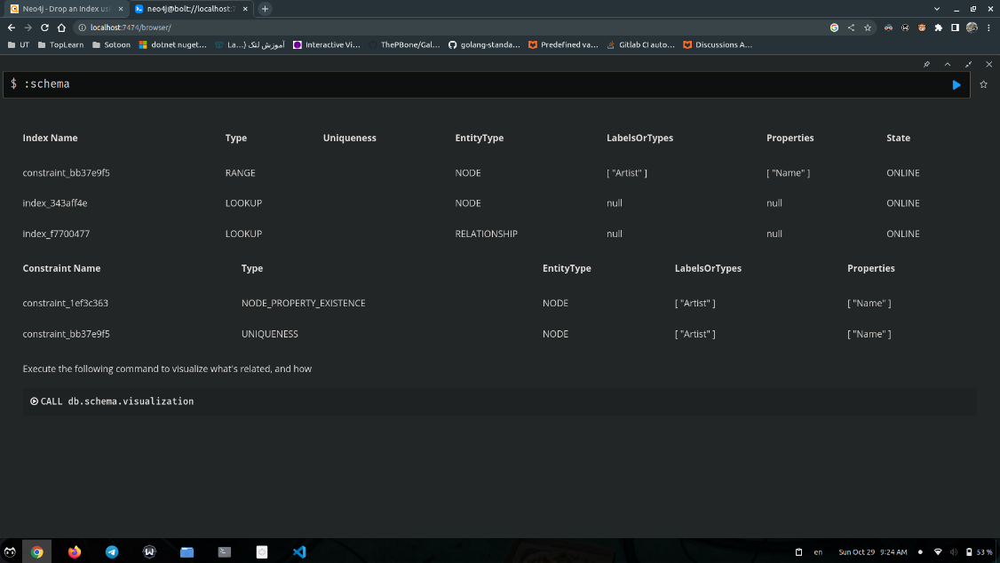 Neo4j - Drop an Index usi
neo4j@bolt://localhost:7
localhost:7474/browser/
UT TopLearn Sotoon dotnet nuget… آموزش لتک (La… Interactive Vi… ThePBone/Gal… golang-standa… Predefined va… Gitlab CI auto… Discussions A…
$ :schema
Index Name Type Uniqueness EntityType LabelsOrTypes Properties State
constraint_bb37e9f5 RANGE NODE [ "Artist" ] [ "Name" ] ONLINE
index_343aff4e LOOKUP NODE null null ONLINE
index_f7700477 LOOKUP RELATIONSHIP null null ONLINE
Constraint Name Type EntityType LabelsOrTypes Properties
constraint_1ef3c363 NODE_PROPERTY_EXISTENCE NODE [ "Artist" ] [ "Name" ]
constraint_bb37e9f5 UNIQUENESS NODE [ "Artist" ] [ "Name" ]
Execute the following command to visualize what's related, and how
CALL db.schema.visualization
en Sun Oct 29 9:24 AM 53 %